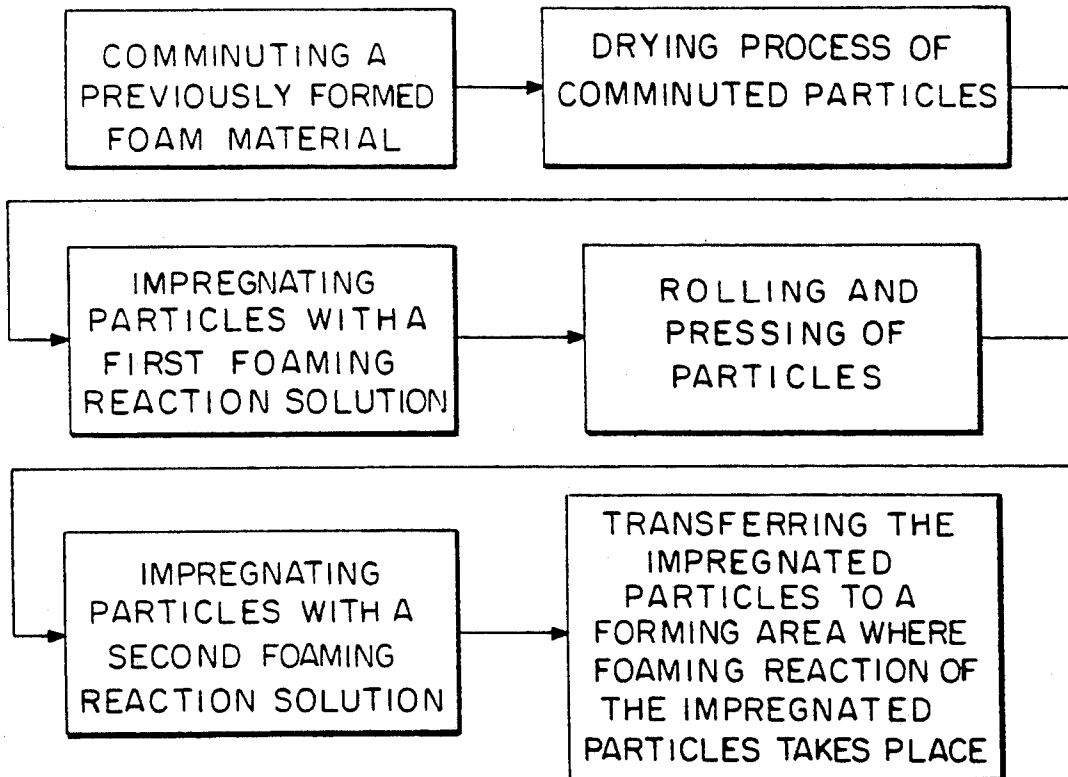 COMMINUTING A
PREVIOUSLY FORMED
FOAM MATERIAL
DRYING PROCESS OF
COMMINUTED PARTICLES
IMPREGNATING
PARTICLES WITH A
FIRST FOAMING
REACTION SOLUTION
ROLLING AND
PRESSING OF
PARTICLES
IMPREGNATING
PARTICLES WITH A
SECOND FOAMING
REACTION SOLUTION
TRANSFERRING THE
IMPREGNATED
PARTICLES TO A
FORMING AREA WHERE
FOAMING REACTION OF
THE IMPREGNATED
PARTICLES TAKES PLACE